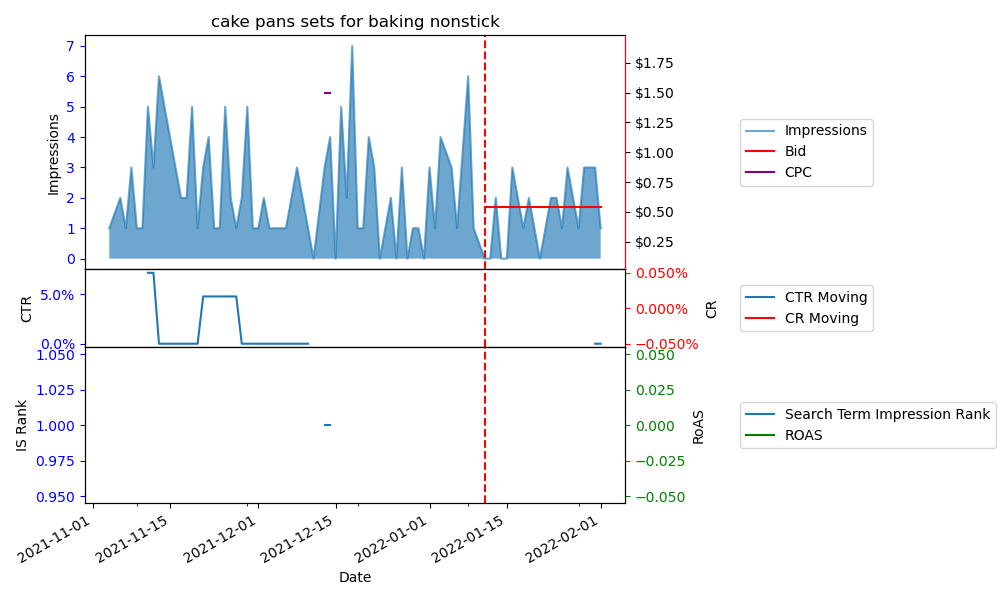 cake pans sets for baking nonstick
7
6
5
4
3
2
1
0
Impressions
$1.75
$1.50
$1.25
$1.00
$0.75
$0.50
$0.25
Impressions
Bid
CPC
5.0%
0.0%
CTR
0.050%
0.000%
−0.050%
CR
CTR Moving
CR Moving
1.050
1.025
1.000
0.975
0.950
IS Rank
0.050
0.025
0.000
−0.025
−0.050
RoAS
Search Term Impression Rank
ROAS
2021-11-01
2021-11-15
2021-12-01
2021-12-15
2022-01-01
2022-01-15
2022-02-01
Date